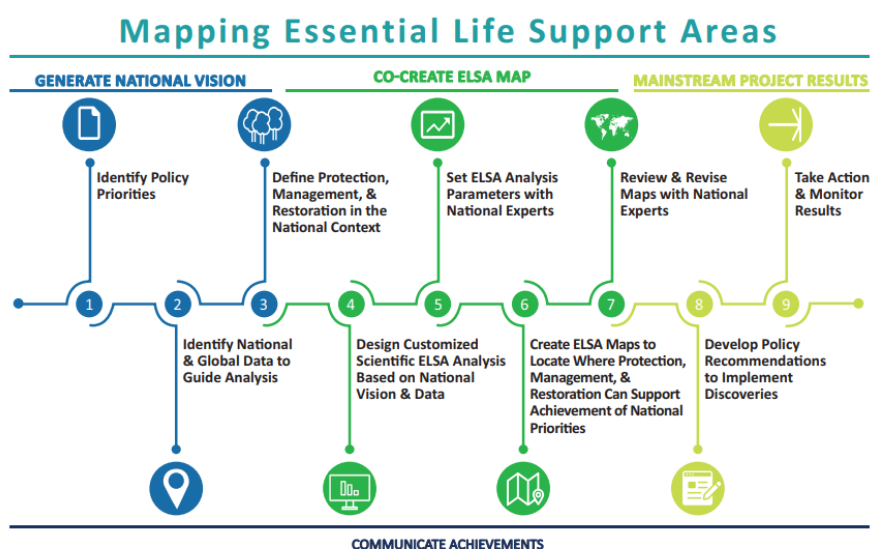 Mapping Essential Life Support Areas
GENERATE NATIONAL VISION
CO-CREATE ELSA MAP
MAINSTREAM PROJECT RESULTS
Identify Policy
Priorities
Define Protection,
Management, &
Restoration in the
National Context
Set ELSA Analysis
Parameters with
National Experts
Review & Revise
Maps with National
Experts
Take Action
& Monitor
Results
1
2
3
4
5
6
7
8
9
Identify National
& Global Data to
Guide Analysis
Design Customized
Scientific ELSA Analysis
Based on National
Vision & Data
Create ELSA Maps to
Locate Where Protection,
Management, &
Restoration Can Support
Achievement of National
Priorities
Develop Policy
Recommendations
to Implement
Discoveries
COMMUNICATE ACHIEVEMENTS